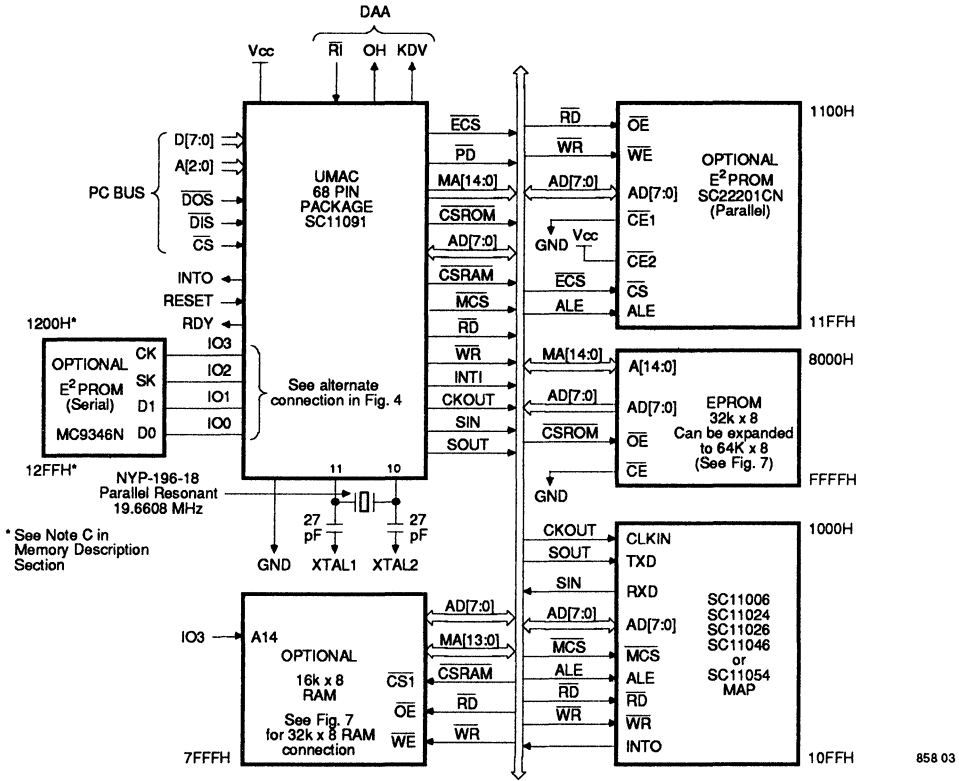 DAA
Vcc
RI OH KDV
D[7:0]
A[2:0]
PC BUS
DOS
DIS
CS
INTO
RESET
RDY
UMAC
68 PIN
PACKAGE
SC11091
See alternate
connection in Fig. 4
11 10
ECS
PD
MA[14:0]
CSROM
AD[7:0]
CSRAM
MCS
RD
WR
INTI
CKOUT
SIN
SOUT
1200H*
OPTIONAL
E²PROM
(Serial)
MC9346N
CK
SK
D1
D0
IO3
IO2
IO1
IO0
12FFH*
NYP-196-18
Parallel Resonant
19.6608 MHz
27
pF
27
pF
GND XTAL1 XTAL2
* See Note C in
Memory Description
Section
1100H
RD
WR
AD[7:0]
GND
Vcc
ECS
ALE
OE
WE
AD[7:0]
CE1
CE2
CS
ALE
OPTIONAL
E²PROM
SC22201CN
(Parallel)
11FFH
8000H
MA[14:0]
AD[7:0]
CSROM
GND
A[14:0]
AD[7:0]
OE
CE
EPROM
32k x 8
Can be expanded
to 64K x 8
(See Fig. 7)
FFFFH
1000H
CKOUT
SOUT
SIN
AD[7:0]
MCS
ALE
RD
WR
CLKIN
TXD
RXD
AD[7:0]
MCS
ALE
RD
WR
INTO
SC11006
SC11024
SC11026
SC11046
or
SC11054
MAP
10FFH
IO3
A14
OPTIONAL
16k x 8
RAM
See Fig. 7
for 32k x 8 RAM
connection
CS1
OE
WE
AD[7:0]
MA[13:0]
CSRAM
RD
WR
7FFFH
858 03